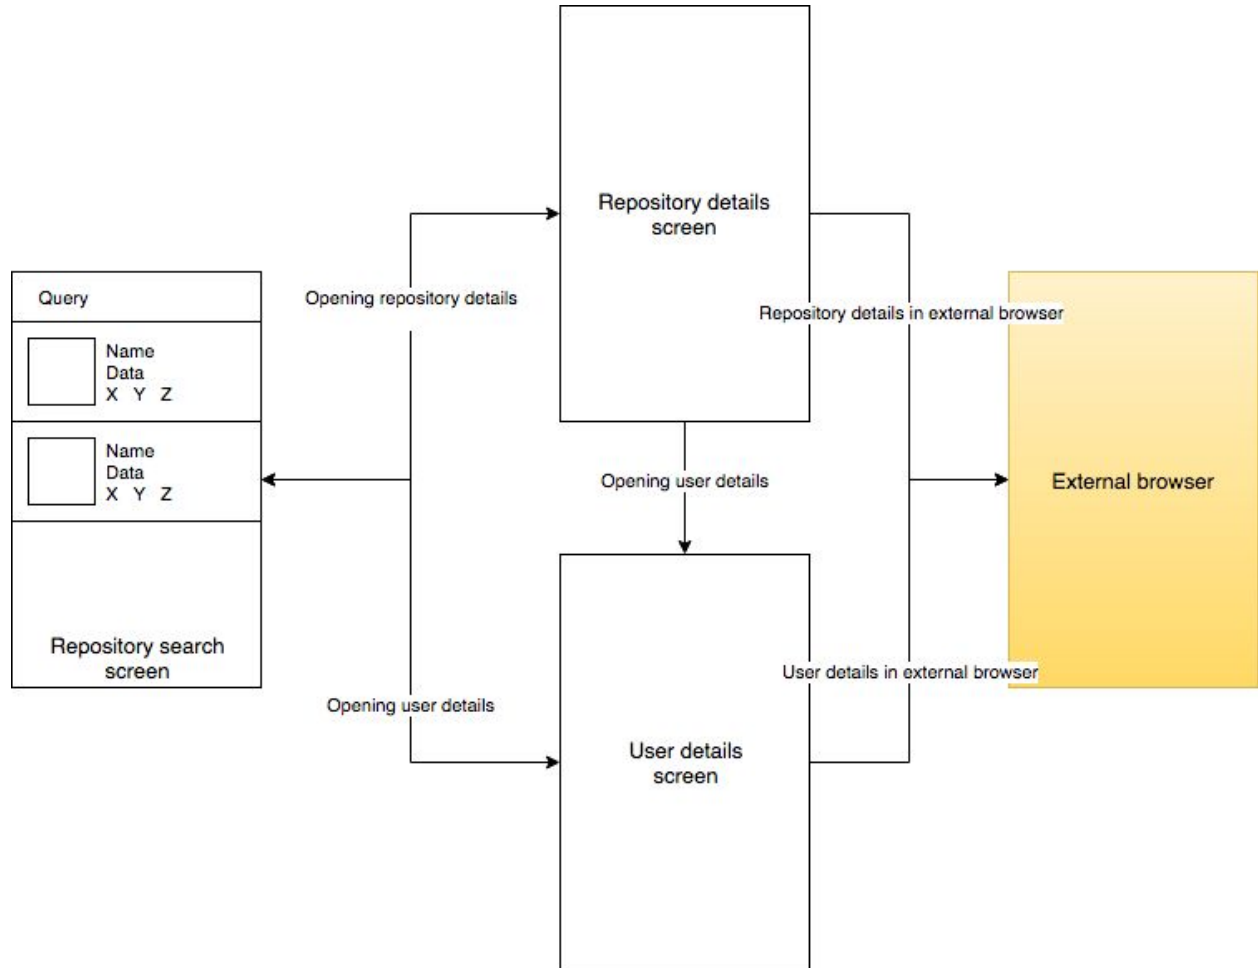 Repository details
screen
Opening repository details
Query
Name
Data
X Y Z
Name
Data
X Y Z
Repository search
screen
Repository details in external browser
Opening user details
External browser
Opening user details
User details in external browser
User details
screen